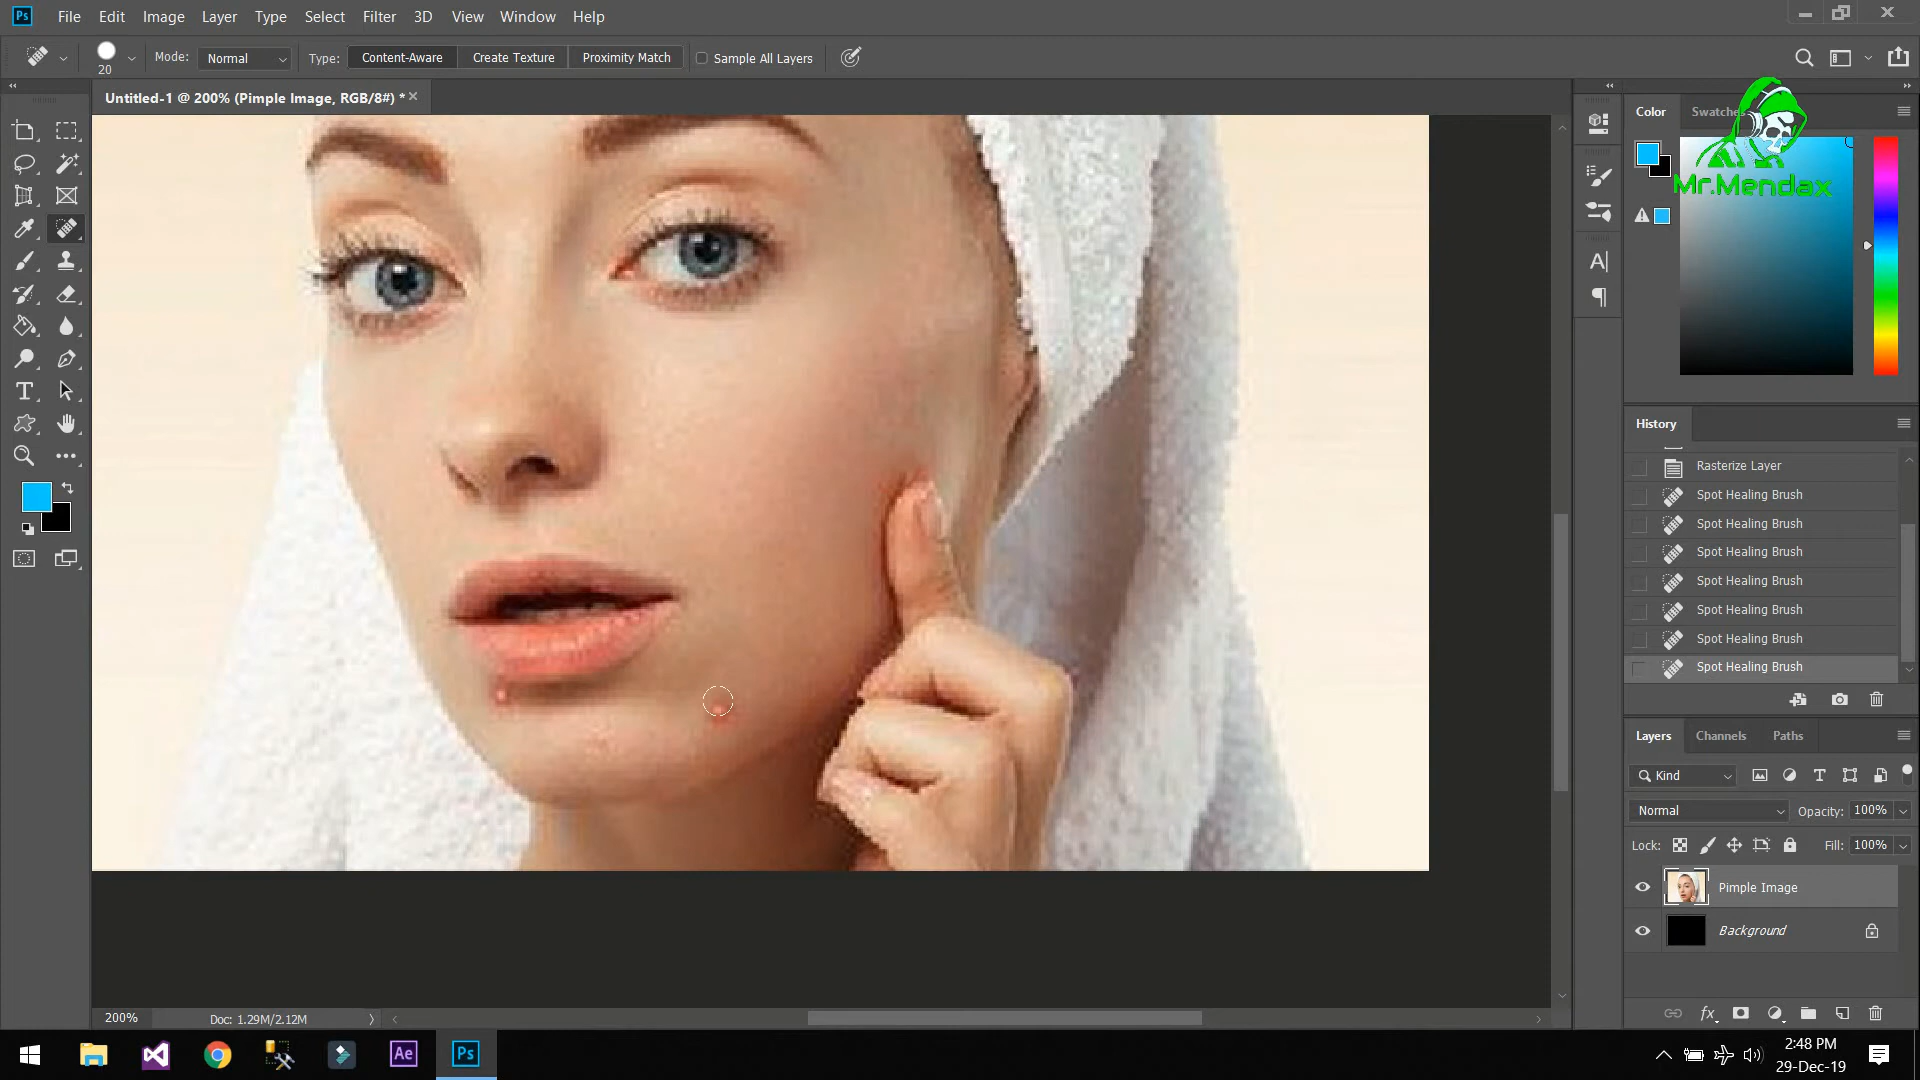 Ps File Edit Image Layer Type Select Filter 3D View Window Help
20 Mode: Normal Type: Content-Aware Create Texture Proximity Match Sample All Layers
Untitled-1 @ 200% (Pimple Image, RGB/8#) *
Color Swatches
Mr.Mendax
History
Rasterize Layer
Spot Healing Brush
Spot Healing Brush
Spot Healing Brush
Spot Healing Brush
Spot Healing Brush
Spot Healing Brush
Spot Healing Brush
Layers Channels Paths
Kind
Normal Opacity: 100%
Lock: Fill: 100%
Pimple Image
Background
fx
200% Doc: 1.29M/2.12M
Ae Ps
2:48 PM
29-Dec-19